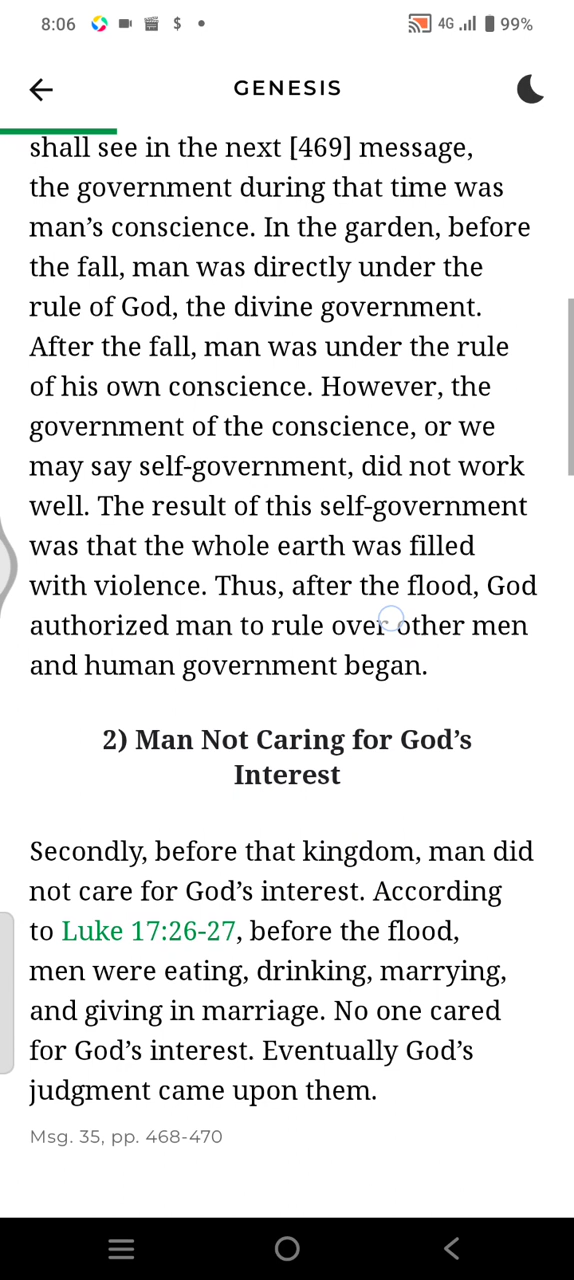 8:06
$
4G
99%
GENESIS
shall see in the next [469] message,
the government during that time was
man’s conscience. In the garden, before
the fall, man was directly under the
rule of God, the divine government.
After the fall, man was under the rule
of his own conscience. However, the
government of the conscience, or we
may say self-government, did not work
well. The result of this self-government
was that the whole earth was filled
with violence. Thus, after the flood, God
authorized man to rule over other men
and human government began.
2) Man Not Caring for God’s
Interest
Secondly, before that kingdom, man did
not care for God’s interest. According
to Luke 17:26-27, before the flood,
men were eating, drinking, marrying,
and giving in marriage. No one cared
for God’s interest. Eventually God’s
judgment came upon them.
Msg. 35, pp. 468-470